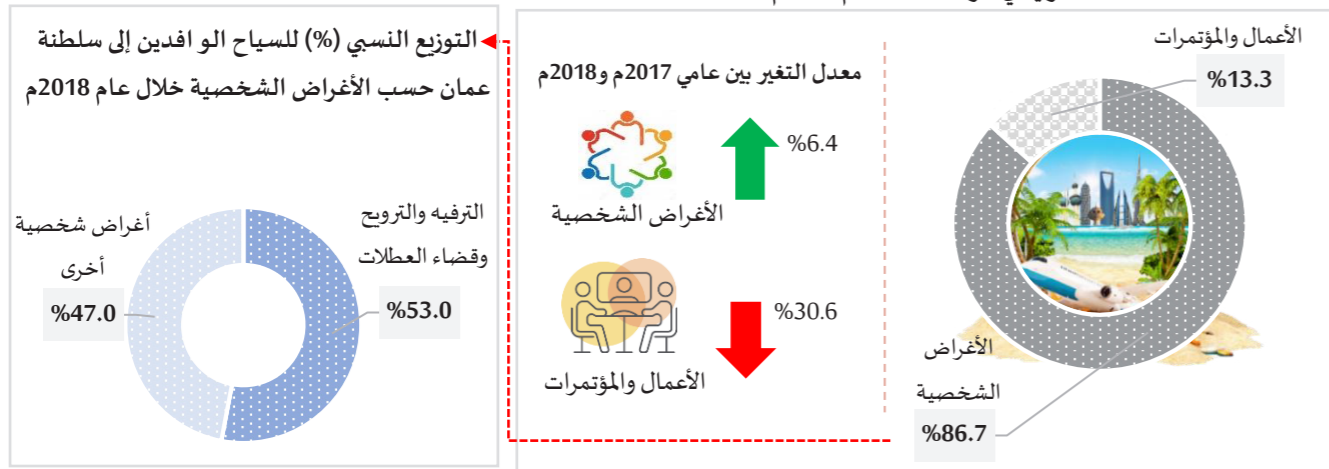 الأعمال والمؤتمرات
%13.3
الأغراض
الشخصية
%86.7
معدل التغير بين عامي 2017م و2018م
%6.4
الأغراض الشخصية
%30.6
الأعمال والمؤتمرات
التوزيع النسبي (%) للسياح الوافدين إلى سلطنة
عمان حسب الأغراض الشخصية خلال عام 2018م
الترفيه والترويح
وقضاء العطلات
%53.0
أغراض شخصية
أخرى
%47.0